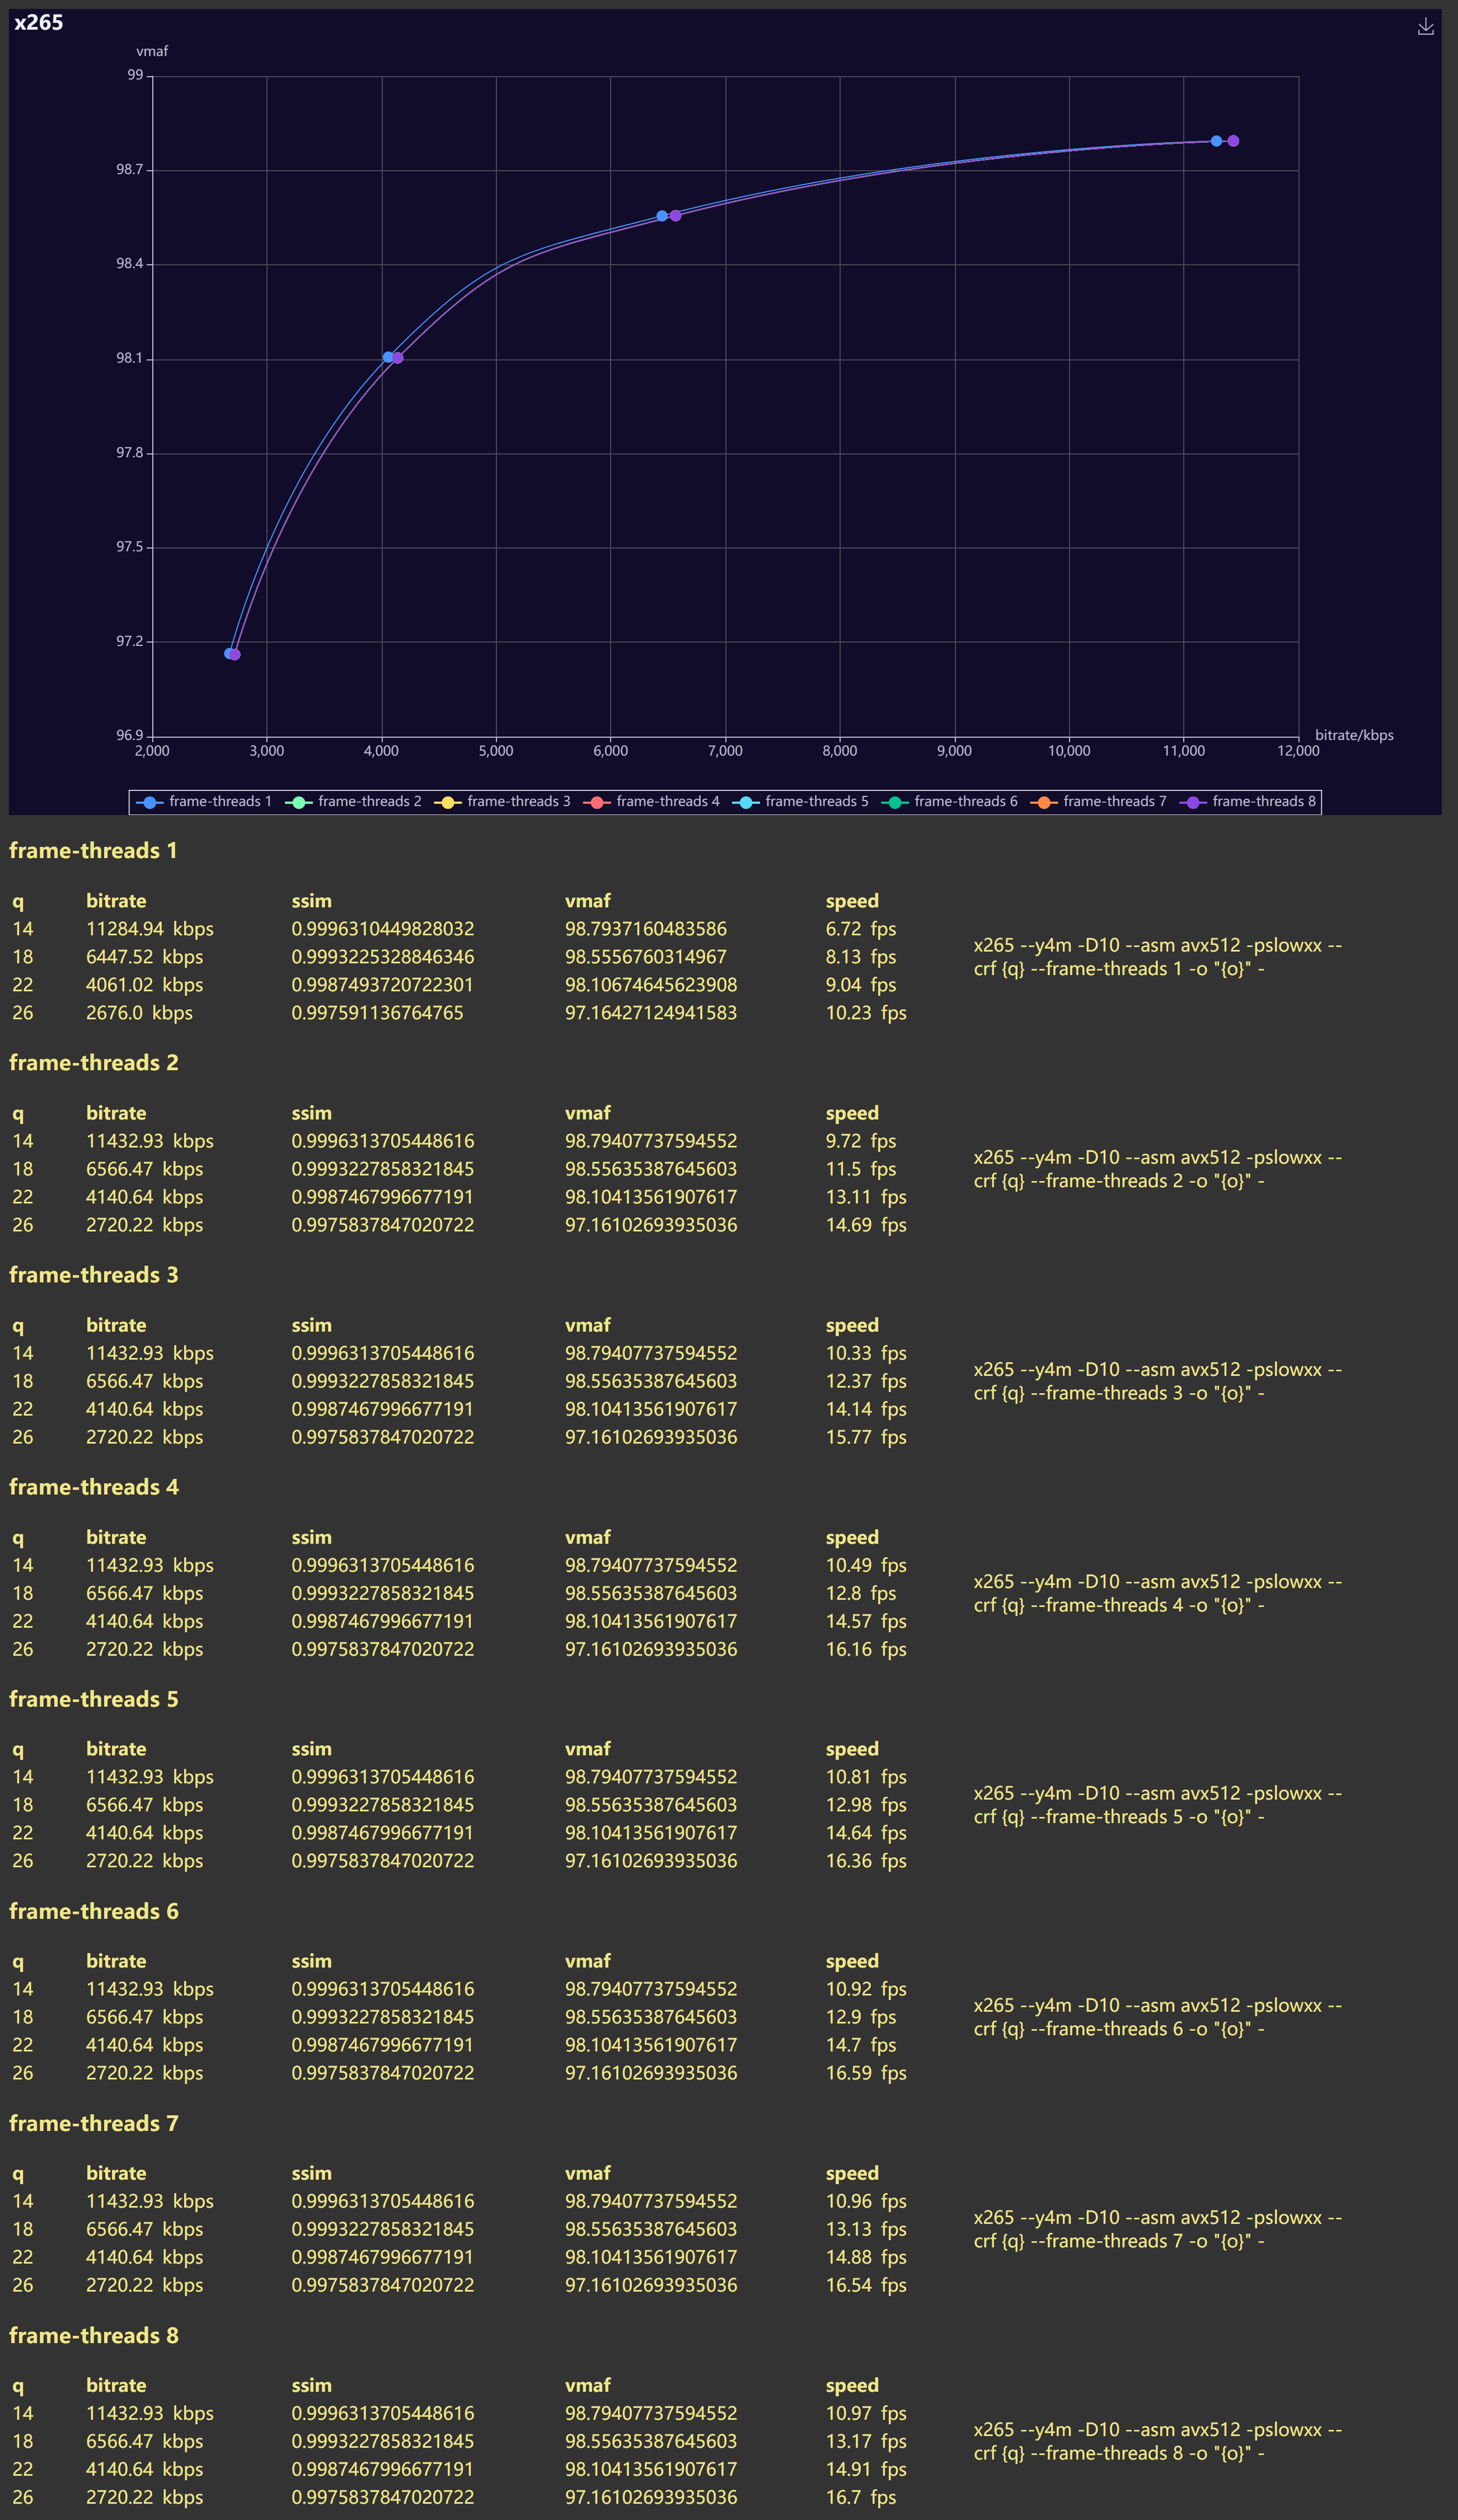 x265
vmaf
99
98.7
98.4
98.1
97.8
97.5
97.2
96.9
2,000 3,000 4,000 5,000 6,000 7,000 8,000 9,000 10,000 11,000 12,000
bitrate/kbps
frame-threads 1 frame-threads 2 frame-threads 3 frame-threads 4 frame-threads 5 frame-threads 6 frame-threads 7 frame-threads 8
frame-threads 1
q bitrate ssim vmaf speed
14 11284.94 kbps 0.9996310449828032 98.7937160483586 6.72 fps
18 6447.52 kbps 0.9993225328846346 98.5556760314967 8.13 fps
22 4061.02 kbps 0.9987493720722301 98.10674645623908 9.04 fps
26 2676.0 kbps 0.997591136764765 97.16427124941583 10.23 fps
x265 --y4m -D10 --asm avx512 -pslowxx --
crf {q} --frame-threads 1 -o "{o}" -
frame-threads 2
q bitrate ssim vmaf speed
14 11432.93 kbps 0.9996313705448616 98.79407737594552 9.72 fps
18 6566.47 kbps 0.9993227858321845 98.55635387645603 11.5 fps
22 4140.64 kbps 0.9987467996677191 98.10413561907617 13.11 fps
26 2720.22 kbps 0.9975837847020722 97.16102693935036 14.69 fps
x265 --y4m -D10 --asm avx512 -pslowxx --
crf {q} --frame-threads 2 -o "{o}" -
frame-threads 3
q bitrate ssim vmaf speed
14 11432.93 kbps 0.9996313705448616 98.79407737594552 10.33 fps
18 6566.47 kbps 0.9993227858321845 98.55635387645603 12.37 fps
22 4140.64 kbps 0.9987467996677191 98.10413561907617 14.14 fps
26 2720.22 kbps 0.9975837847020722 97.16102693935036 15.77 fps
x265 --y4m -D10 --asm avx512 -pslowxx --
crf {q} --frame-threads 3 -o "{o}" -
frame-threads 4
q bitrate ssim vmaf speed
14 11432.93 kbps 0.9996313705448616 98.79407737594552 10.49 fps
18 6566.47 kbps 0.9993227858321845 98.55635387645603 12.8 fps
22 4140.64 kbps 0.9987467996677191 98.10413561907617 14.57 fps
26 2720.22 kbps 0.9975837847020722 97.16102693935036 16.16 fps
x265 --y4m -D10 --asm avx512 -pslowxx --
crf {q} --frame-threads 4 -o "{o}" -
frame-threads 5
q bitrate ssim vmaf speed
14 11432.93 kbps 0.9996313705448616 98.79407737594552 10.81 fps
18 6566.47 kbps 0.9993227858321845 98.55635387645603 12.98 fps
22 4140.64 kbps 0.9987467996677191 98.10413561907617 14.64 fps
26 2720.22 kbps 0.9975837847020722 97.16102693935036 16.36 fps
x265 --y4m -D10 --asm avx512 -pslowxx --
crf {q} --frame-threads 5 -o "{o}" -
frame-threads 6
q bitrate ssim vmaf speed
14 11432.93 kbps 0.9996313705448616 98.79407737594552 10.92 fps
18 6566.47 kbps 0.9993227858321845 98.55635387645603 12.9 fps
22 4140.64 kbps 0.9987467996677191 98.10413561907617 14.7 fps
26 2720.22 kbps 0.9975837847020722 97.16102693935036 16.59 fps
x265 --y4m -D10 --asm avx512 -pslowxx --
crf {q} --frame-threads 6 -o "{o}" -
frame-threads 7
q bitrate ssim vmaf speed
14 11432.93 kbps 0.9996313705448616 98.79407737594552 10.96 fps
18 6566.47 kbps 0.9993227858321845 98.55635387645603 13.13 fps
22 4140.64 kbps 0.9987467996677191 98.10413561907617 14.88 fps
26 2720.22 kbps 0.9975837847020722 97.16102693935036 16.54 fps
x265 --y4m -D10 --asm avx512 -pslowxx --
crf {q} --frame-threads 7 -o "{o}" -
frame-threads 8
q bitrate ssim vmaf speed
14 11432.93 kbps 0.9996313705448616 98.79407737594552 10.97 fps
18 6566.47 kbps 0.9993227858321845 98.55635387645603 13.17 fps
22 4140.64 kbps 0.9987467996677191 98.10413561907617 14.91 fps
26 2720.22 kbps 0.9975837847020722 97.16102693935036 16.7 fps
x265 --y4m -D10 --asm avx512 -pslowxx --
crf {q} --frame-threads 8 -o "{o}" -